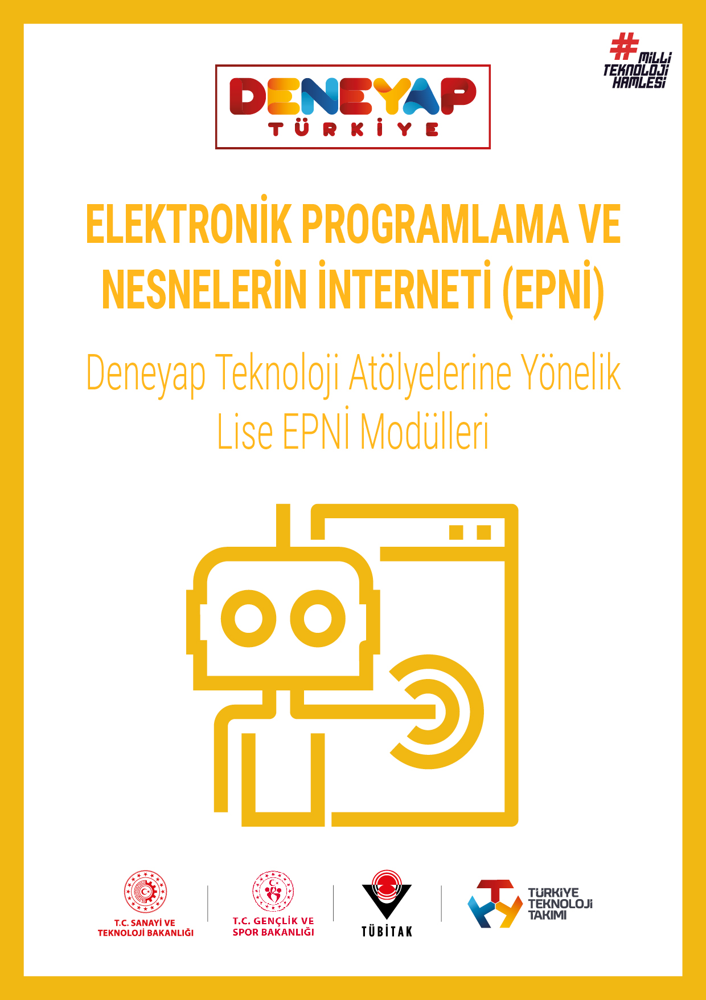 #MİLLİ
TEKNOLOJİ
HAMLESİ
DENEYAP
TÜRKİYE
ELEKTRONİK PROGRAMLAMA VE
NESNELERİN İNTERNETİ (EPNİ)
Deneyap Teknoloji Atölyelerine Yönelik
Lise EPNİ Modülleri
T.C. SANAYİ VE
TEKNOLOJİ BAKANLIĞI
T.C. GENÇLİK VE
SPOR BAKANLIĞI
TÜBİTAK
TÜRKİYE
TEKNOLOJİ
TAKIMI